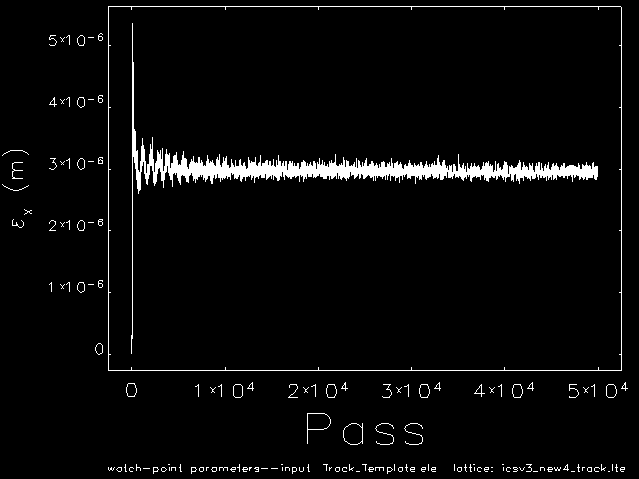 5×10⁻⁶
4×10⁻⁶
3×10⁻⁶
2×10⁻⁶
1×10⁻⁶
0
εₓ (m)
0 1×10⁴ 2×10⁴ 3×10⁴ 4×10⁴ 5×10⁴
Pass
watch-point parameters--input Track_Template.ele lattice: icsv3_new4_track.lte